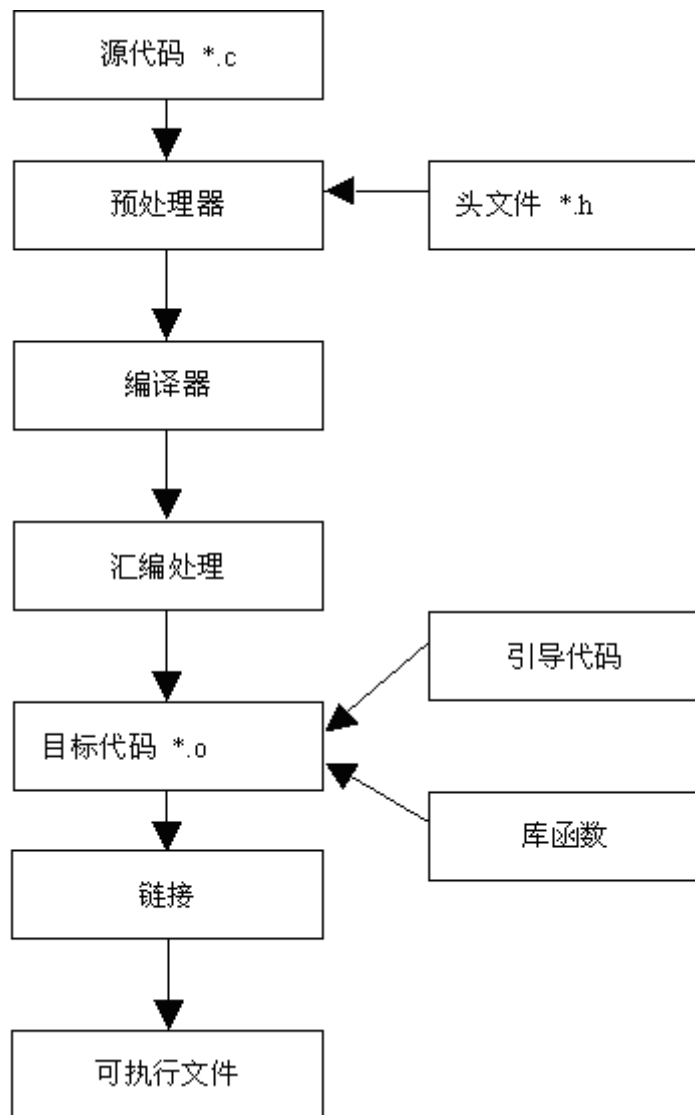 源代码 *.c
预处理器
头文件 *.h
编译器
汇编处理
引导代码
目标代码 *.o
库函数
链接
可执行文件